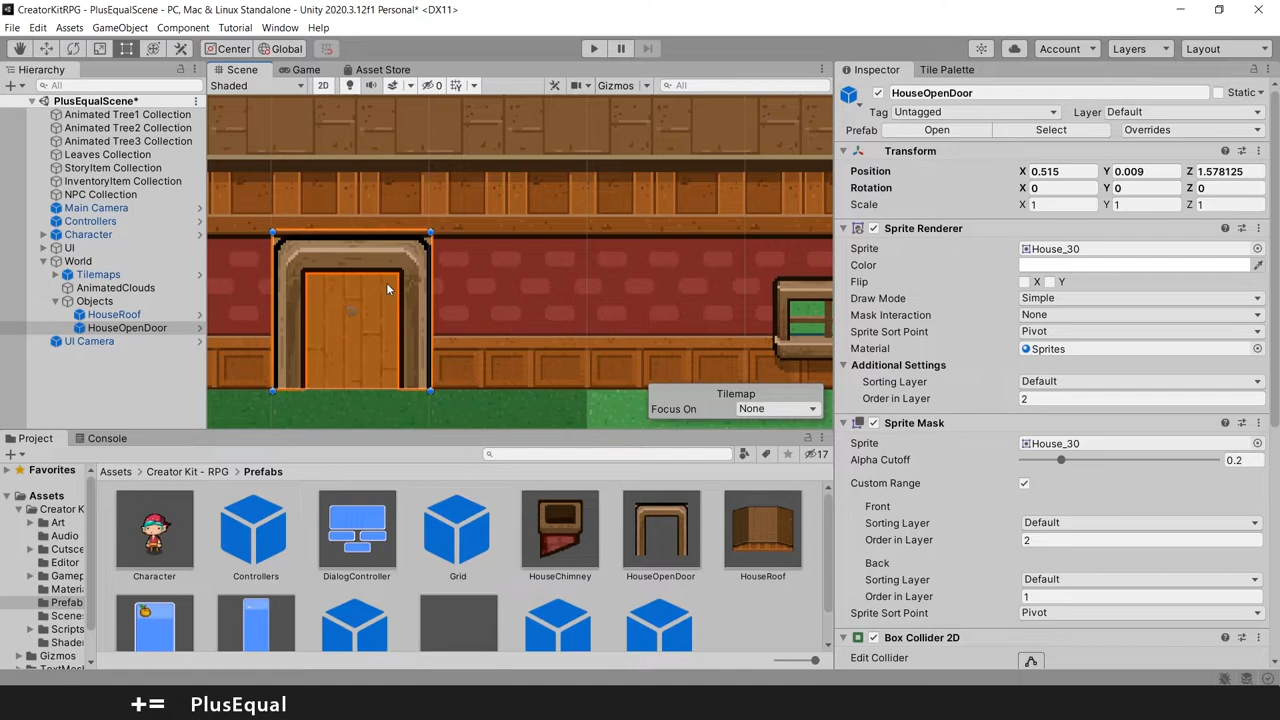 CreatorKitRPG - PlusEqualScene - PC, Mac & Linux Standalone - Unity 2020.3.12f1 Personal* <DX11>
File Edit Assets GameObject Component Tutorial Window Help
Center Global Account Layers Layout
Hierarchy Scene Game Asset Store Inspector Tile Palette
All Shaded 2D 0 Gizmos All HouseOpenDoor Static
PlusEqualScene* Tag Untagged Layer Default
Animated Tree1 Collection
Animated Tree2 Collection Prefab Open Select Overrides
Animated Tree3 Collection
Leaves Collection Transform
StoryItem Collection Position X 0.515 Y 0.009 Z 1.578125
InventoryItem Collection Rotation X 0 Y 0 Z 0
NPC Collection
Main Camera Scale X 1 Y 1 Z 1
Controllers Sprite Renderer
Character
UI Sprite House_30
World Color
Tilemaps Flip X Y
AnimatedClouds Draw Mode Simple
Objects
HouseRoof Mask Interaction None
HouseOpenDoor Sprite Sort Point Pivot
UI Camera Material Sprites
Additional Settings
Sorting Layer Default
Tilemap Order in Layer 2
Focus On None
Sprite Mask
Project Console Sprite House_30
17 Alpha Cutoff 0.2
Favorites Assets Creator Kit - RPG Prefabs
Custom Range
Assets
Creator K Front
Art Sorting Layer Default
Audio Order in Layer 2
Cutsce
Editor Back
Gamep Character Controllers DialogController Grid HouseChimney HouseOpenDoor HouseRoof Sorting Layer Default
Materi Order in Layer 1
Prefab
Scene Sprite Sort Point Pivot
Scripts
Shade Box Collider 2D
Gizmos Edit Collider
TextMes
+= PlusEqual